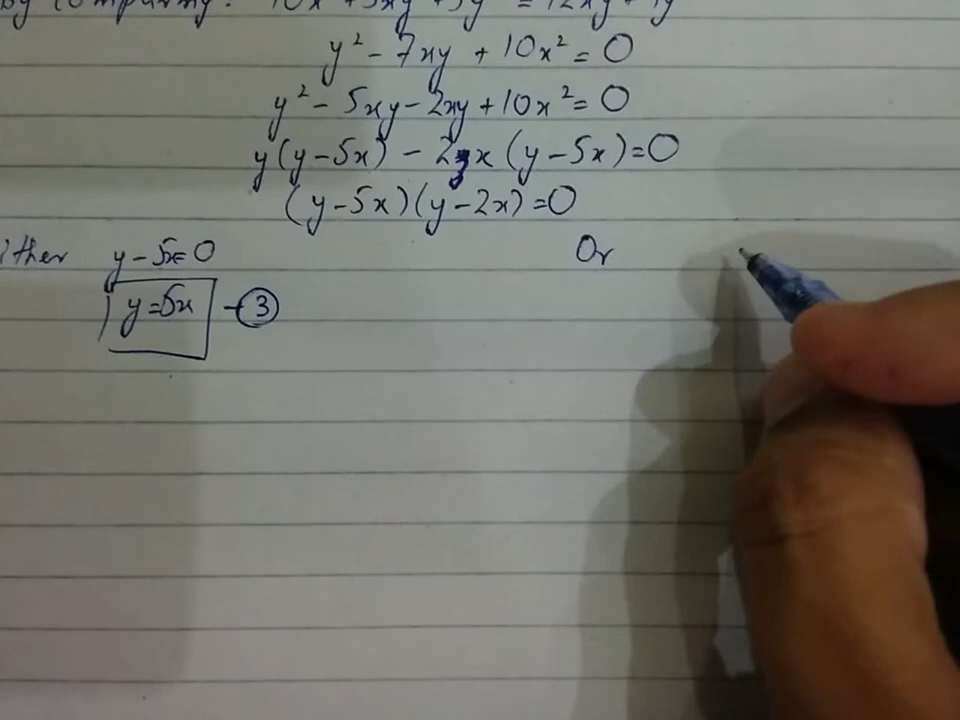 y² - 7xy + 10x² = 0
y² - 5xy - 2xy + 10x² = 0
y (y - 5x) - 2x (y - 5x) = 0
(y - 5x) (y - 2x) = 0
ither y - 5x = 0 Or
y = 5x - 3